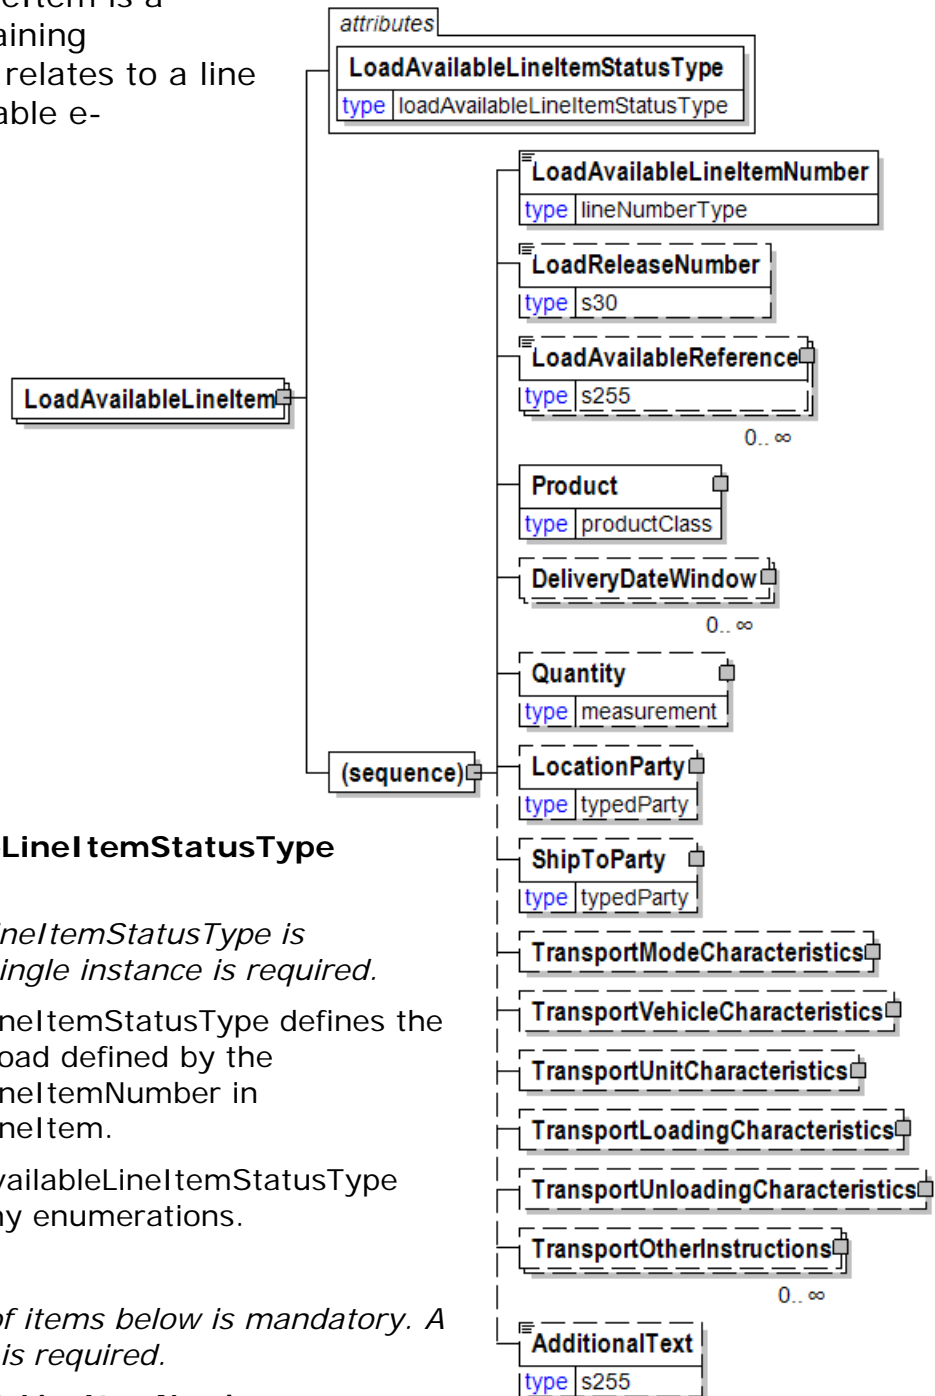 eItem is a
aining
relates to a line
able e-
attributes
LoadAvailableLineItemStatusType
type loadAvailableLineItemStatusType
LoadAvailableLineItemNumber
type lineNumberType
LoadReleaseNumber
type s30
LoadAvailableReference
type s255
0.. ∞
LoadAvailableLineItem
Product
type productClass
DeliveryDateWindow
0.. ∞
Quantity
type measurement
(sequence)
LocationParty
type typedParty
ShipToParty
type typedParty
TransportModeCharacteristics
TransportVehicleCharacteristics
TransportUnitCharacteristics
TransportLoadingCharacteristics
TransportUnloadingCharacteristics
TransportOtherInstructions
0.. ∞
AdditionalText
type s255
LineItemStatusType
ineItemStatusType is
ingle instance is required.
neItemStatusType defines the
oad defined by the
neItemNumber in
neItem.
vailableLineItemStatusType
ny enumerations.
of items below is mandatory. A
is required.